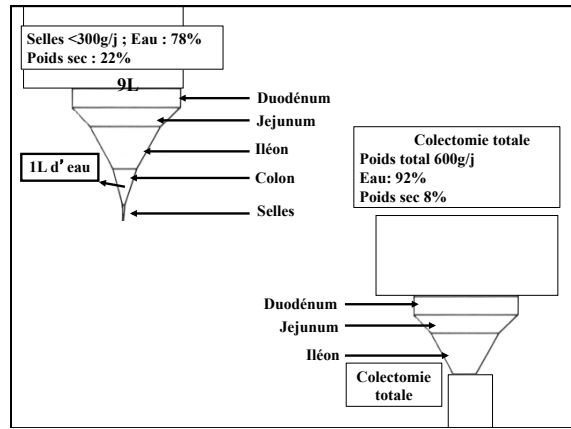 Selles <300g/j ; Eau : 78%
Poids sec : 22%
9L
Duodénum
Jejunum
Iléon
1L d’eau
Colon
Selles
Colectomie totale
Poids total 600g/j
Eau: 92%
Poids sec 8%
Duodénum
Jejunum
Iléon
Colectomie
totale